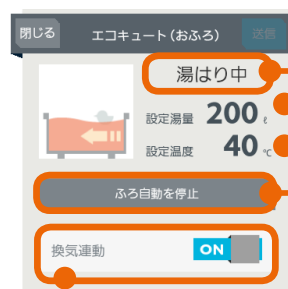 閉じる エコキュート(おふろ) 送信
湯はり中
設定湯量 200 ℓ
設定温度 40 ℃
ふろ自動を停止
換気連動 ON